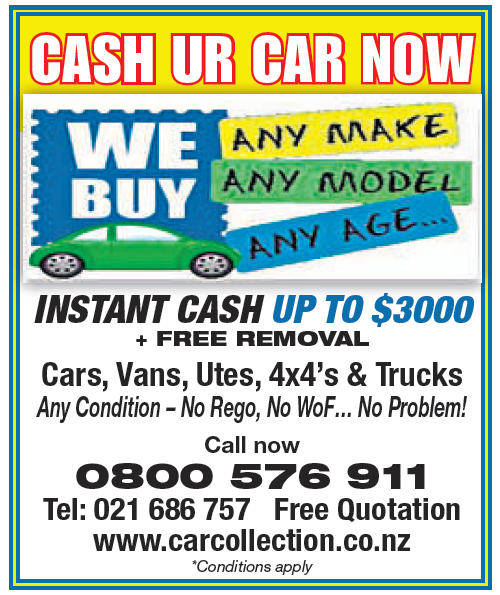 CASH UR CAR NOW
WE BUY
ANY MAKE
ANY MODEL
ANY AGE...
INSTANT CASH UP TO $3000
+ FREE REMOVAL
Cars, Vans, Utes, 4x4's & Trucks
Any Condition – No Rego, No WoF... No Problem!
Call now
0800 576 911
Tel: 021 686 757 Free Quotation
www.carcollection.co.nz
*Conditions apply